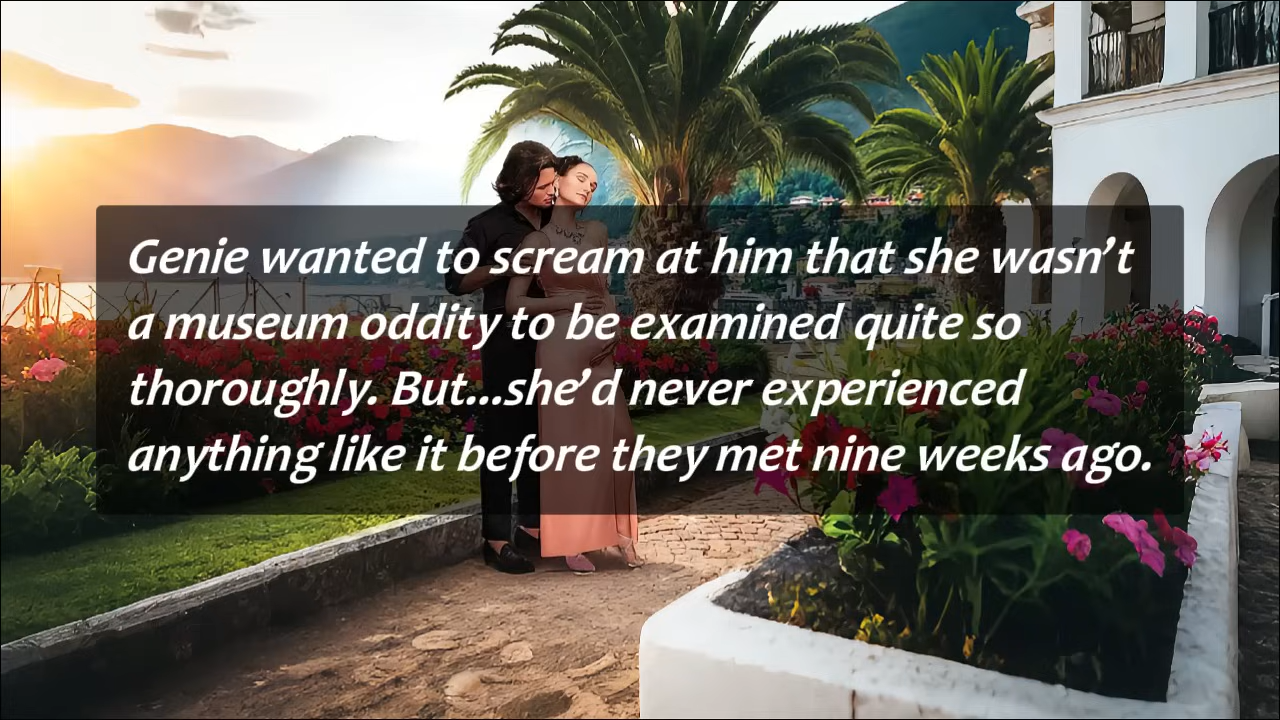 Genie wanted to scream at him that she wasn’t
a museum oddity to be examined quite so
thoroughly. But...she’d never experienced
anything like it before they met nine weeks ago.